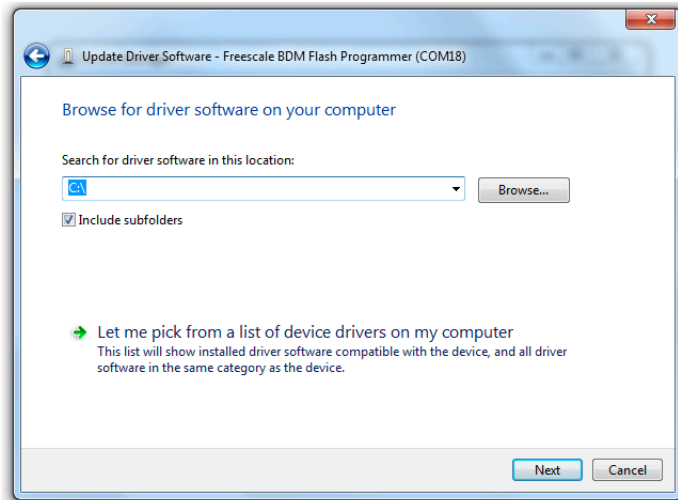 Update Driver Software - Freescale BDM Flash Programmer (COM18)
Browse for driver software on your computer
Search for driver software in this location:
C:\
Browse...
Include subfolders
Let me pick from a list of device drivers on my computer
This list will show installed driver software compatible with the device, and all driver
software in the same category as the device.
Next
Cancel